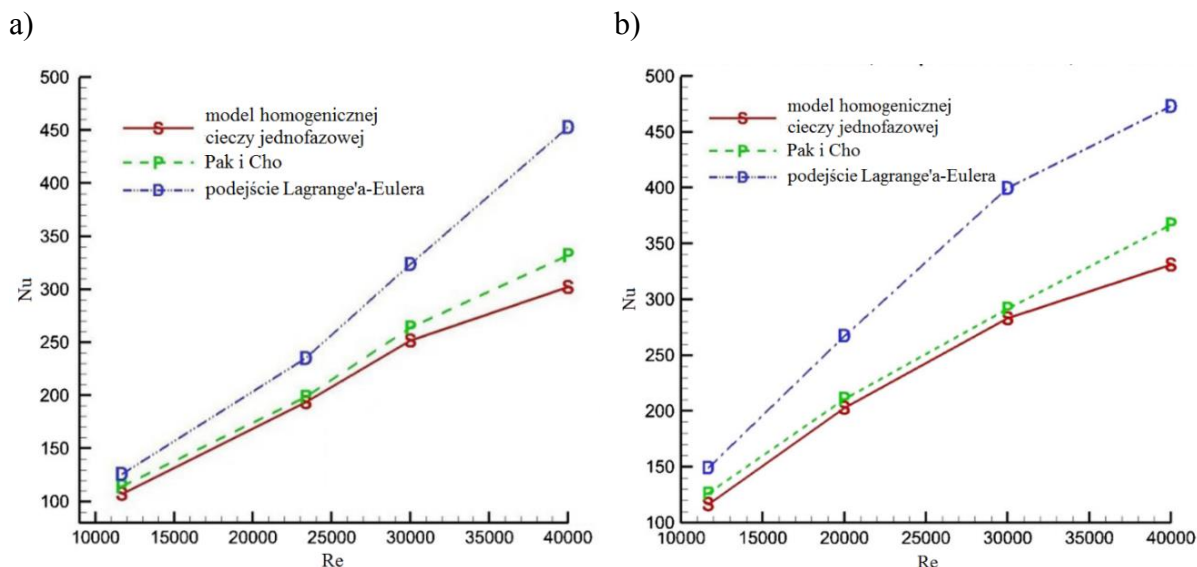 a)
500
450
400
350
300
250
200
150
100
Nu
S model homogenicznej
cieczy jednofazowej
P Pak i Cho
D podejście Lagrange'a-Eulera
D
P
S
D
P
S
D
P
S
D
P
S
10000 15000 20000 25000 30000 35000 40000
Re
b)
500
450
400
350
300
250
200
150
100
Nu
model homogenicznej
S cieczy jednofazowej
P Pak i Cho
D podejście Lagrange'a-Eulera
D
P
S
D
P
S
D
P
S
D
P
S
10000 15000 20000 25000 30000 35000 40000
Re